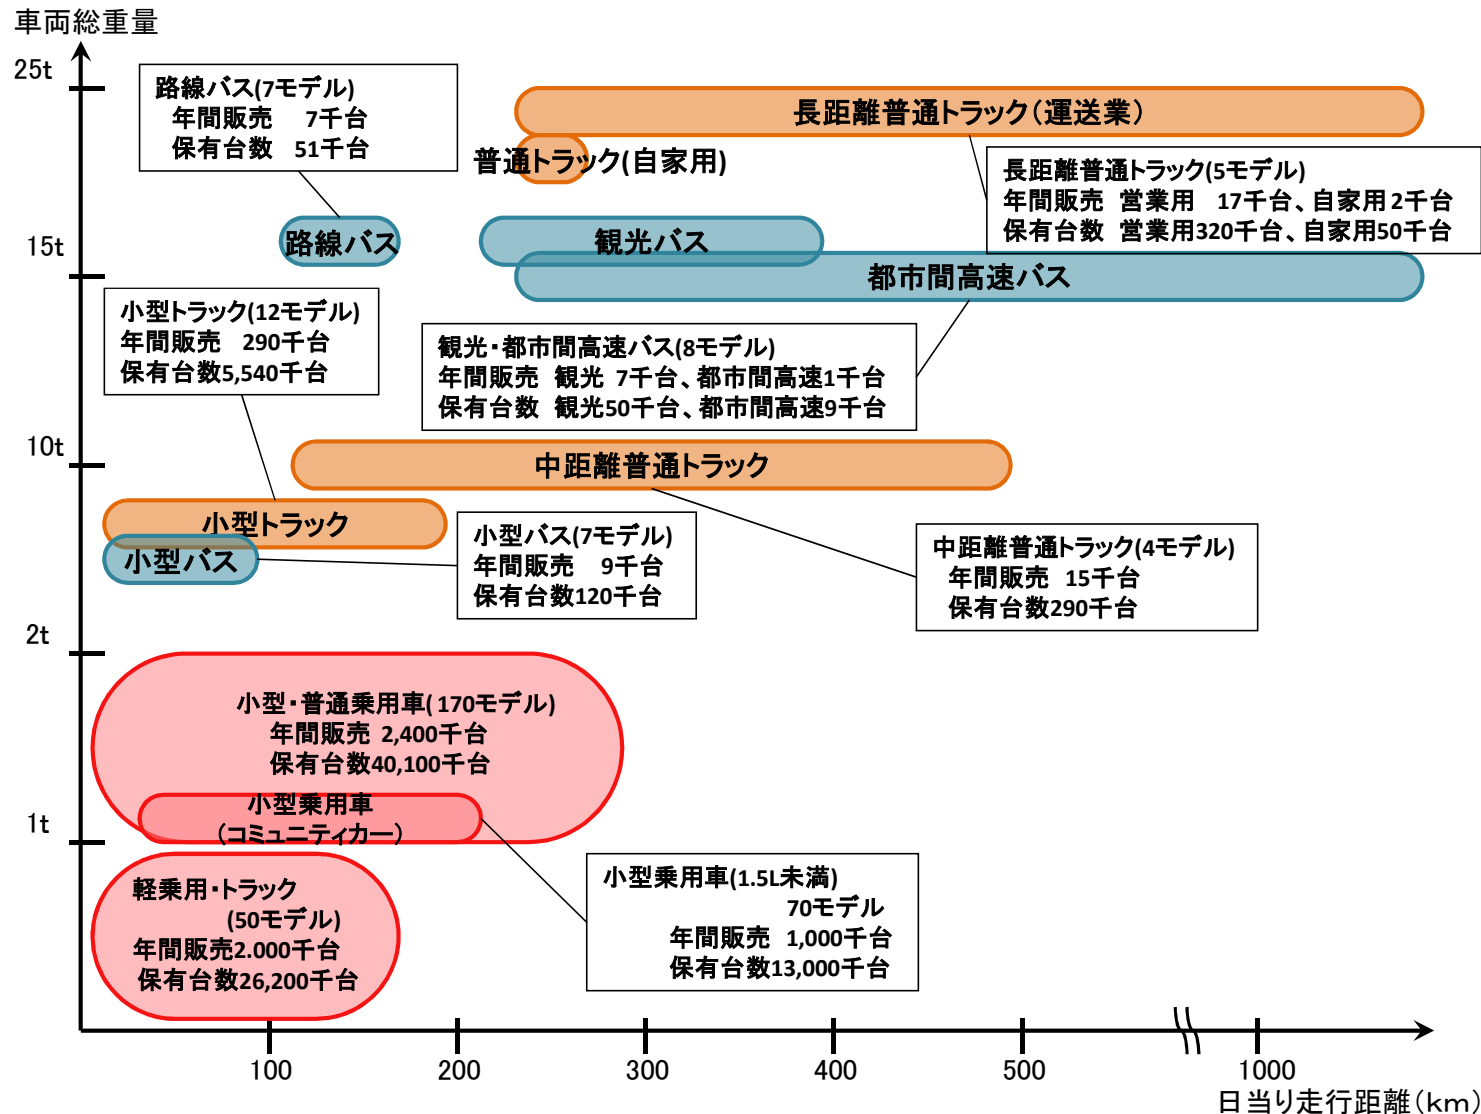 車両総重量
25t
路線バス(7モデル)
年間販売　7千台
保有台数　51千台
長距離普通トラック（運送業）
普通トラック(自家用)
長距離普通トラック(5モデル)
年間販売　営業用　17千台、自家用2千台
保有台数　営業用320千台、自家用50千台
路線バス
観光バス
15t
都市間高速バス
小型トラック(12モデル)
年間販売　290千台
保有台数5,540千台
観光・都市間高速バス(8モデル)
年間販売　観光 7千台、都市間高速1千台
保有台数　観光50千台、都市間高速9千台
10t
中距離普通トラック
小型トラック
小型バス
小型バス(7モデル)
年間販売　9千台
保有台数120千台
中距離普通トラック(4モデル)
年間販売　15千台
保有台数290千台
2t
小型・普通乗用車(170モデル)
年間販売 2,400千台
保有台数40,100千台
小型乗用車
（コミュニティカー）
1t
軽乗用・トラック
(50モデル)
年間販売2.000千台
保有台数26,200千台
小型乗用車(1.5L未満)
70モデル
年間販売　1,000千台
保有台数13,000千台
100　200　300　400　500　1000
日当り走行距離（km）